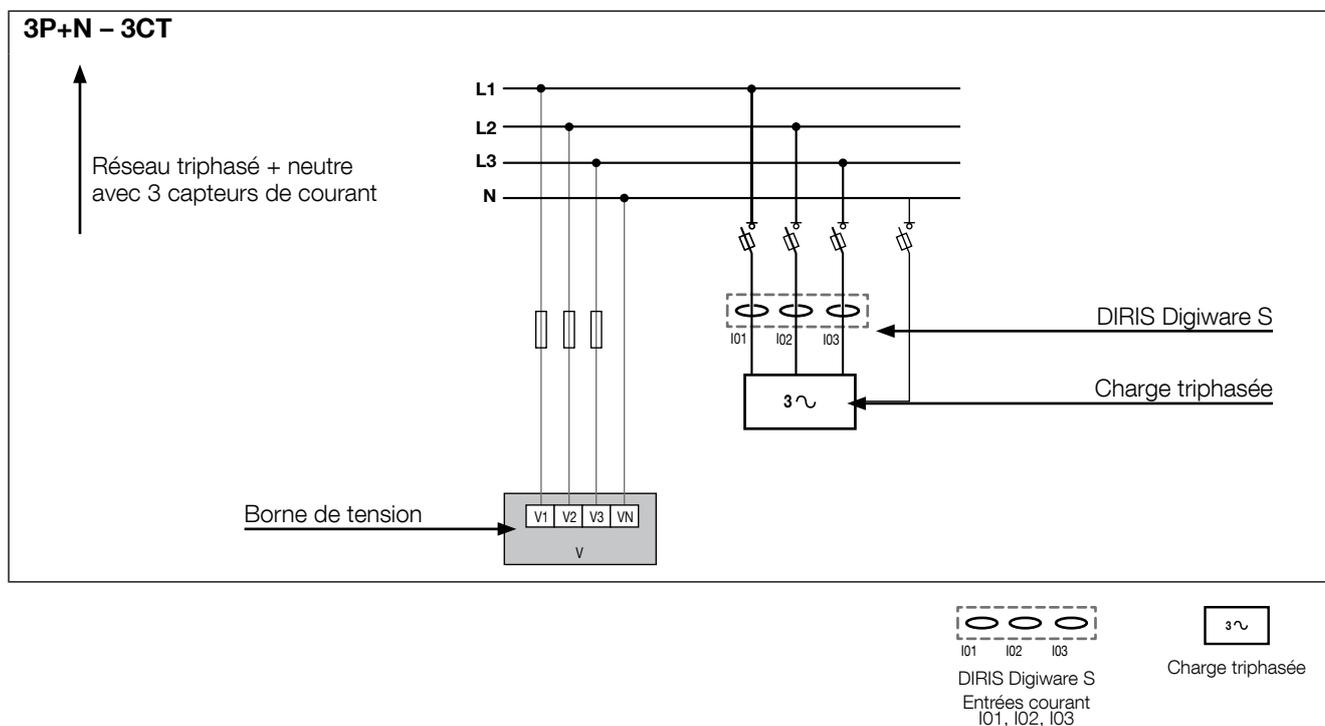 3P+N – 3CT
Réseau triphasé + neutre
avec 3 capteurs de courant
L1
L2
L3
N
I01 I02 I03
DIRIS Digiware S
3
Charge triphasée
Borne de tension
V1 V2 V3 VN
V
I01 I02 I03
DIRIS Digiware S
Entrées courant
I01, I02, I03
3
Charge triphasée